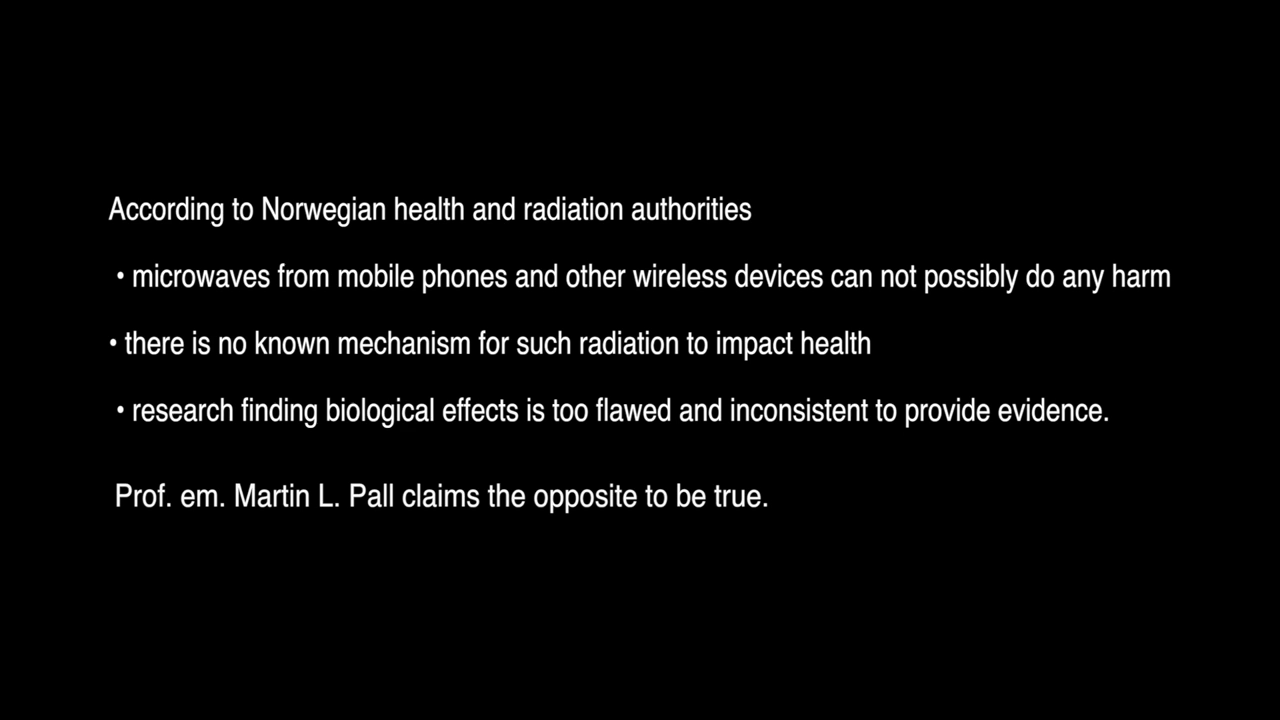 According to Norwegian health and radiation authorities
• microwaves from mobile phones and other wireless devices can not possibly do any harm
• there is no known mechanism for such radiation to impact health
• research finding biological effects is too flawed and inconsistent to provide evidence.
Prof. em. Martin L. Pall claims the opposite to be true.